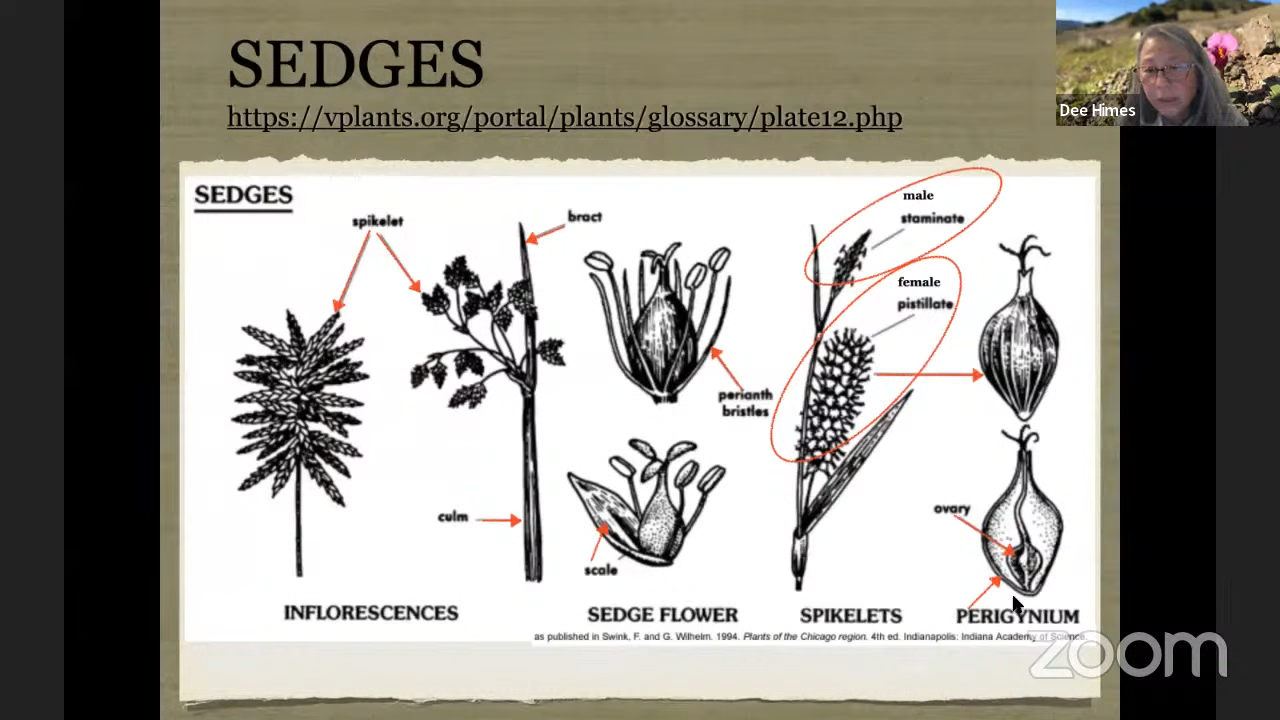 SEDGES
https://vplants.org/portal/plants/glossary/plate12.php
Dee Himes
SEDGES
spikelet
bract
male
staminate
female
pistillate
perianth
bristles
culm
scale
ovary
INFLORESCENCES
SEDGE FLOWER
SPIKELETS
PERIGYNIUM
as published in Swink, F. and G. Wilhelm. 1994. Plants of the Chicago region. 4th ed. Indianapolis: Indiana Academy of Science.
zoom